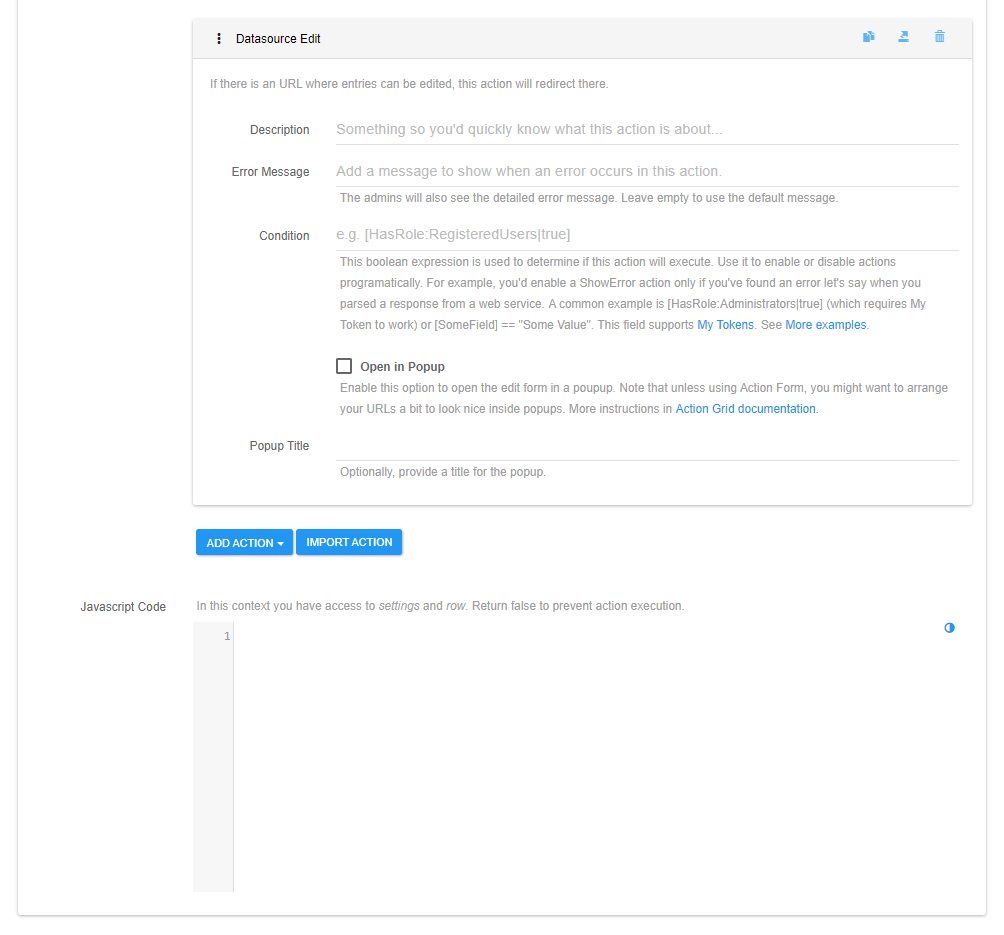 Datasource Edit
If there is an URL where entries can be edited, this action will redirect there.
Description
Something so you'd quickly know what this action is about...
Error Message
Add a message to show when an error occurs in this action.
The admins will also see the detailed error message. Leave empty to use the default message.
Condition
e.g. [HasRole:RegisteredUsers|true]
This boolean expression is used to determine if this action will execute. Use it to enable or disable actions
programatically. For example, you'd enable a ShowError action only if you've found an error let's say when you
parsed a response from a web service. A common example is [HasRole:Administrators|true] (which requires My
Token to work) or [SomeField] == "Some Value". This field supports My Tokens. See More examples.
Open in Popup
Enable this option to open the edit form in a poupup. Note that unless using Action Form, you might want to arrange
your URLs a bit to look nice inside popups. More instructions in Action Grid documentation.
Popup Title
Optionally, provide a title for the popup.
ADD ACTION
IMPORT ACTION
Javascript Code
In this context you have access to settings and row. Return false to prevent action execution.
1